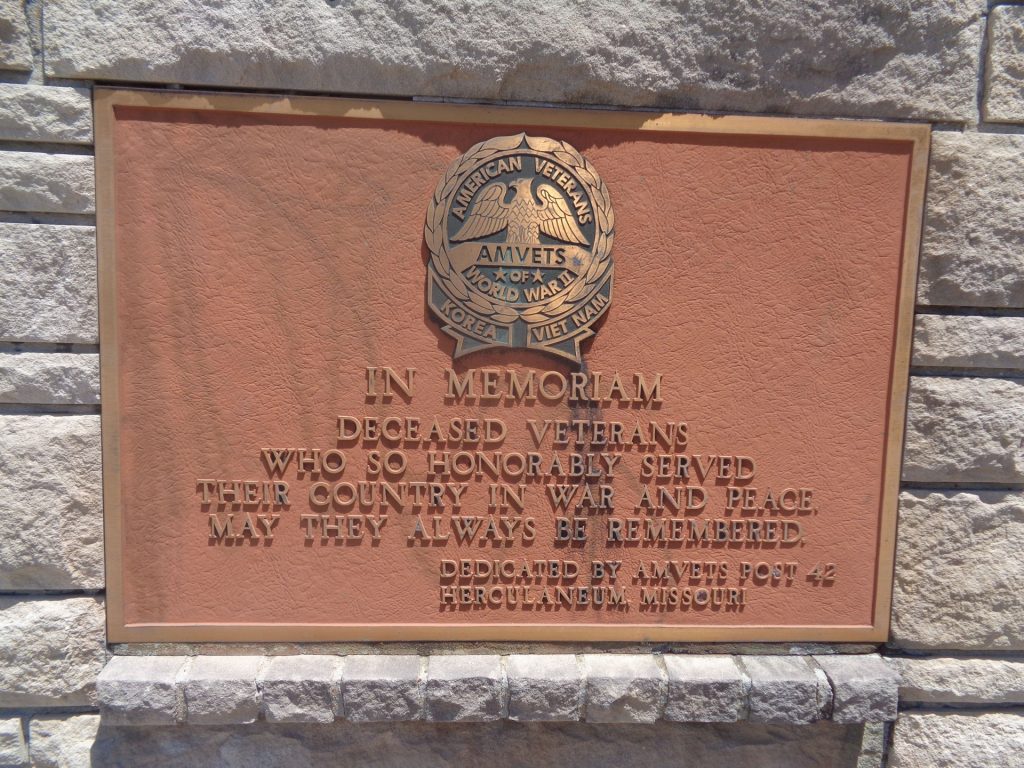 AMERICAN VETERANS
AMVETS
OF
WORLD WAR II
KOREA VIET NAM
IN MEMORIAM
DECEASED VETERANS
WHO SO HONORABLY SERVED
THEIR COUNTRY IN WAR AND PEACE.
MAY THEY ALWAYS BE REMEMBERED.
DEDICATED BY AMVETS POST 42
HERCULANEUM, MISSOURI